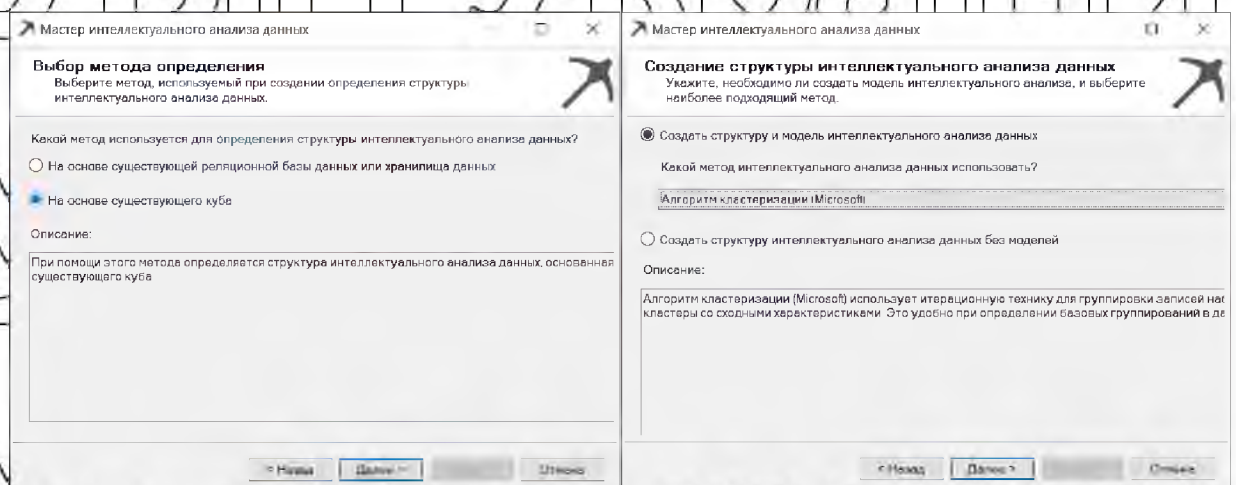 Мастер интеллектуального анализа данных
Выбор метода определения
Выберите метод, используемый при создании определения структуры
интеллектуального анализа данных.
Какой метод используется для определения структуры интеллектуального анализа данных?
На основе существующей реляционной базы данных или хранилища данных
На основе существующего куба
Описание:
При помощи этого метода определяется структура интеллектуального анализа данных, основанная
существующего куба
< Назад
Далее >
Отмена
Мастер интеллектуального анализа данных
Создание структуры интеллектуального анализа данных
Укажите, необходимо ли создать модель интеллектуального анализа, и выберите
наиболее подходящий метод.
Создать структуру и модель интеллектуального анализа данных
Какой метод интеллектуального анализа данных использовать?
Алгоритм кластеризации (Microsoft)
Создать структуру интеллектуального анализа данных без моделей
Описание:
Алгоритм кластеризации (Microsoft) использует итерационную технику для группировки записей наб
кластеры со сходными характеристиками. Это удобно при определении базовых группирований в да
< Назад
Далее >
Отмена